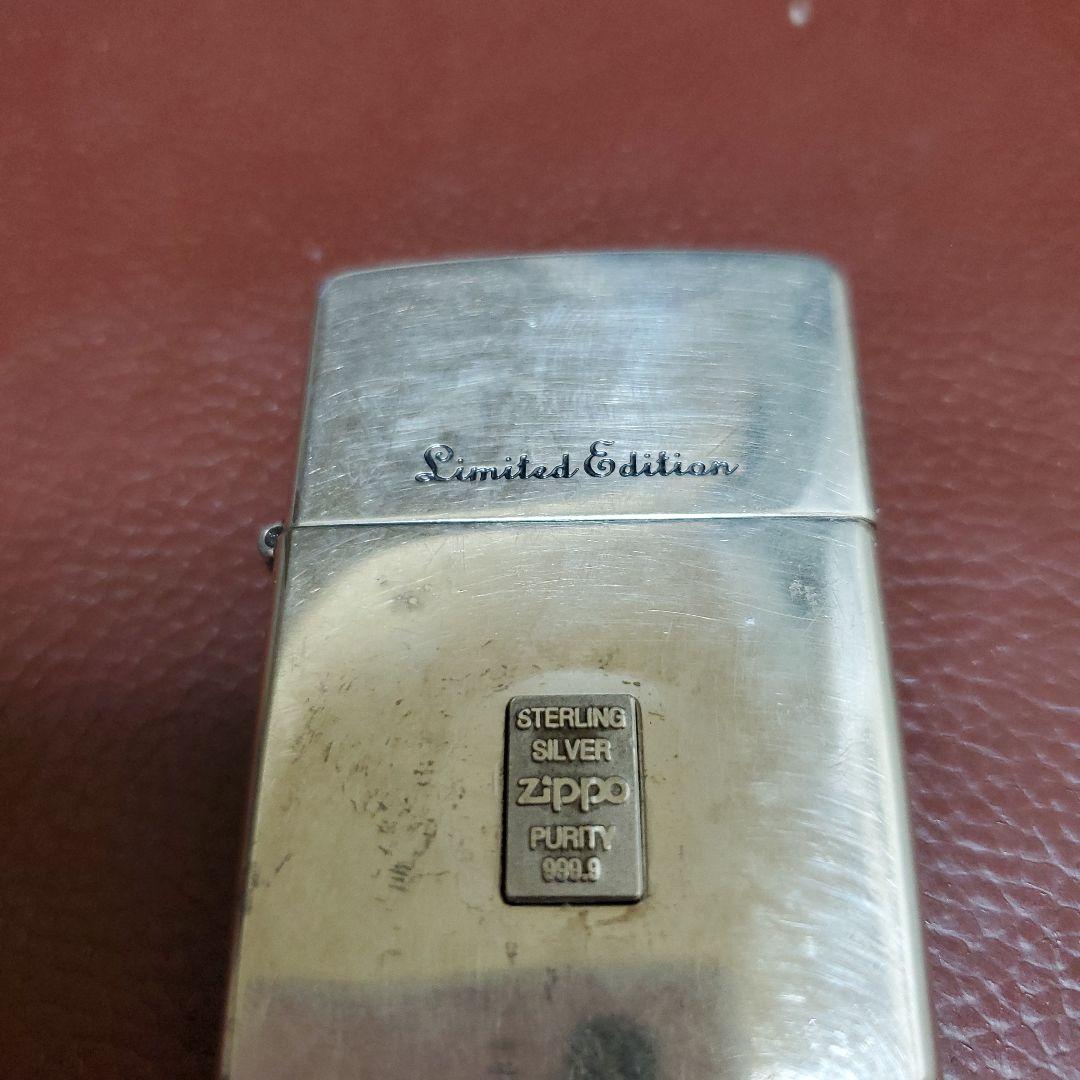 Limited Edition
STERLING
SILVER
zippo
PURITY
999.9